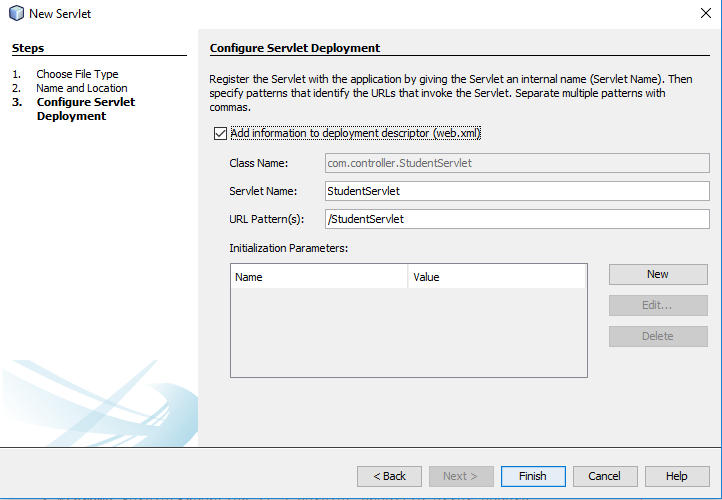 New Servlet
Steps
1. Choose File Type
2. Name and Location
3. Configure Servlet
Deployment
Configure Servlet Deployment
Register the Servlet with the application by giving the Servlet an internal name (Servlet Name). Then
specify patterns that identify the URLs that invoke the Servlet. Separate multiple patterns with
commas.
Add information to deployment descriptor (web.xml)
Class Name: com.controller.StudentServlet
Servlet Name: StudentServlet
URL Pattern(s): /StudentServlet
Initialization Parameters:
Name Value
New
Edit...
Delete
< Back Next > Finish Cancel Help